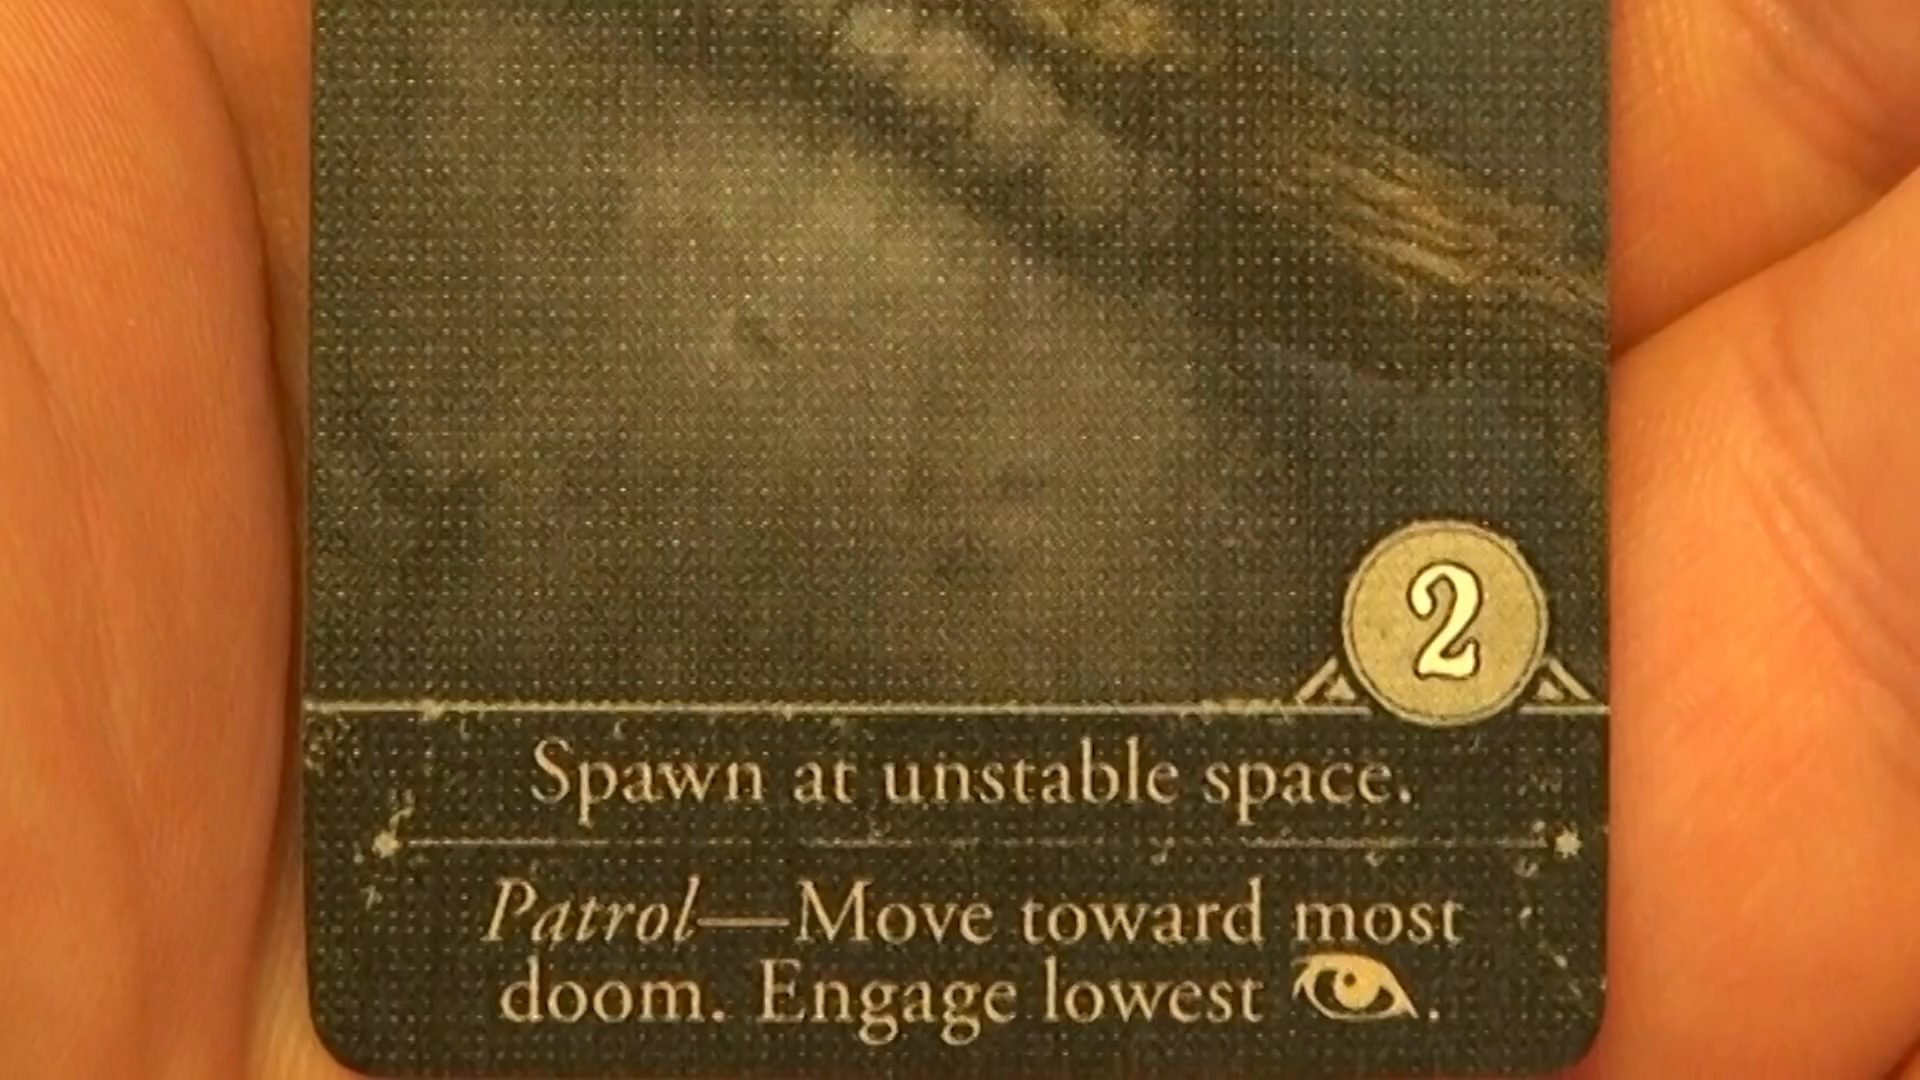 2
Spawn at unstable space.
Patrol—Move toward most
doom. Engage lowest .